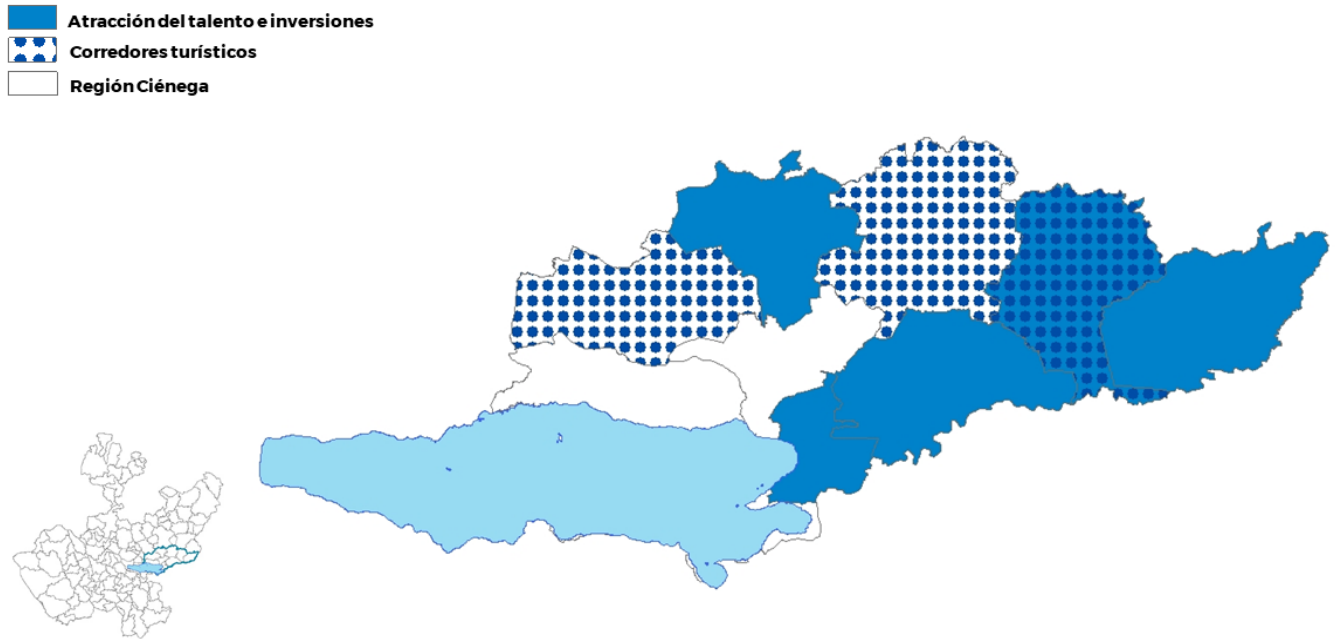 Atracción del talento e inversiones
Corredores turísticos
Región Ciénega